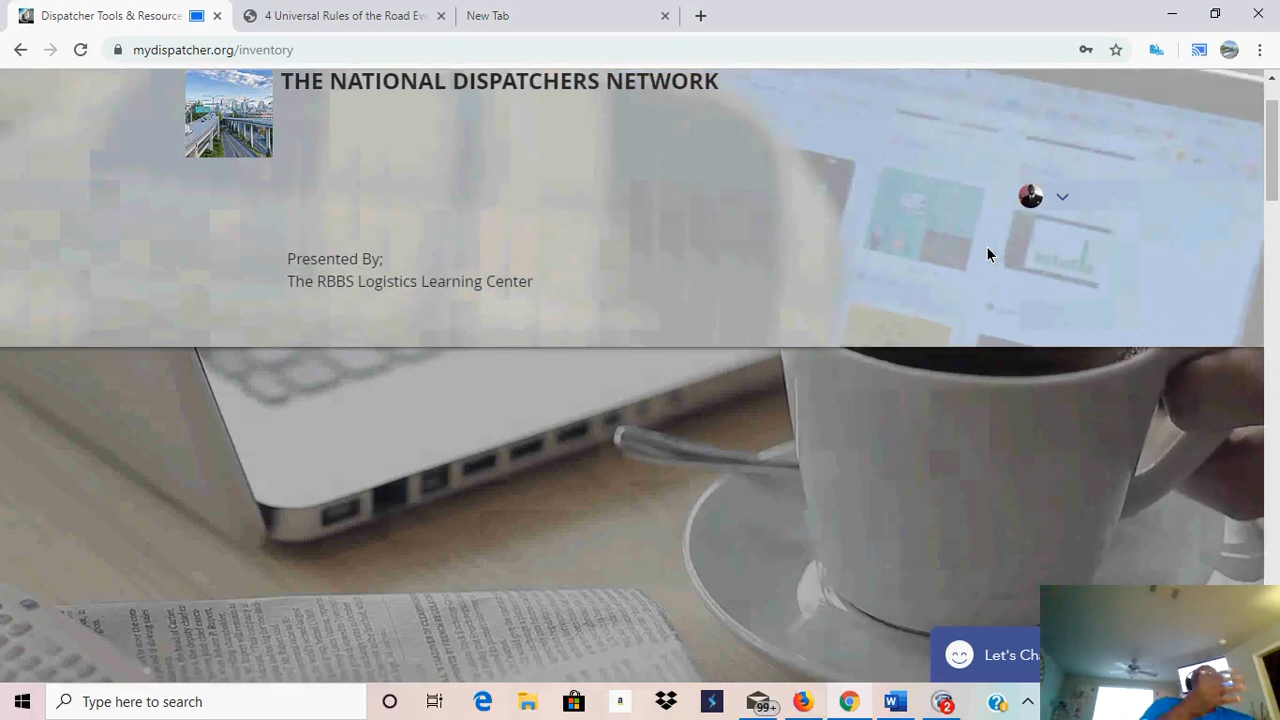 Dispatcher Tools & Resource
4 Universal Rules of the Road Eve
New Tab
mydispatcher.org/inventory
THE NATIONAL DISPATCHERS NETWORK
Presented By;
The RBBS Logistics Learning Center
Let's Ch
Type here to search
a
99+
2